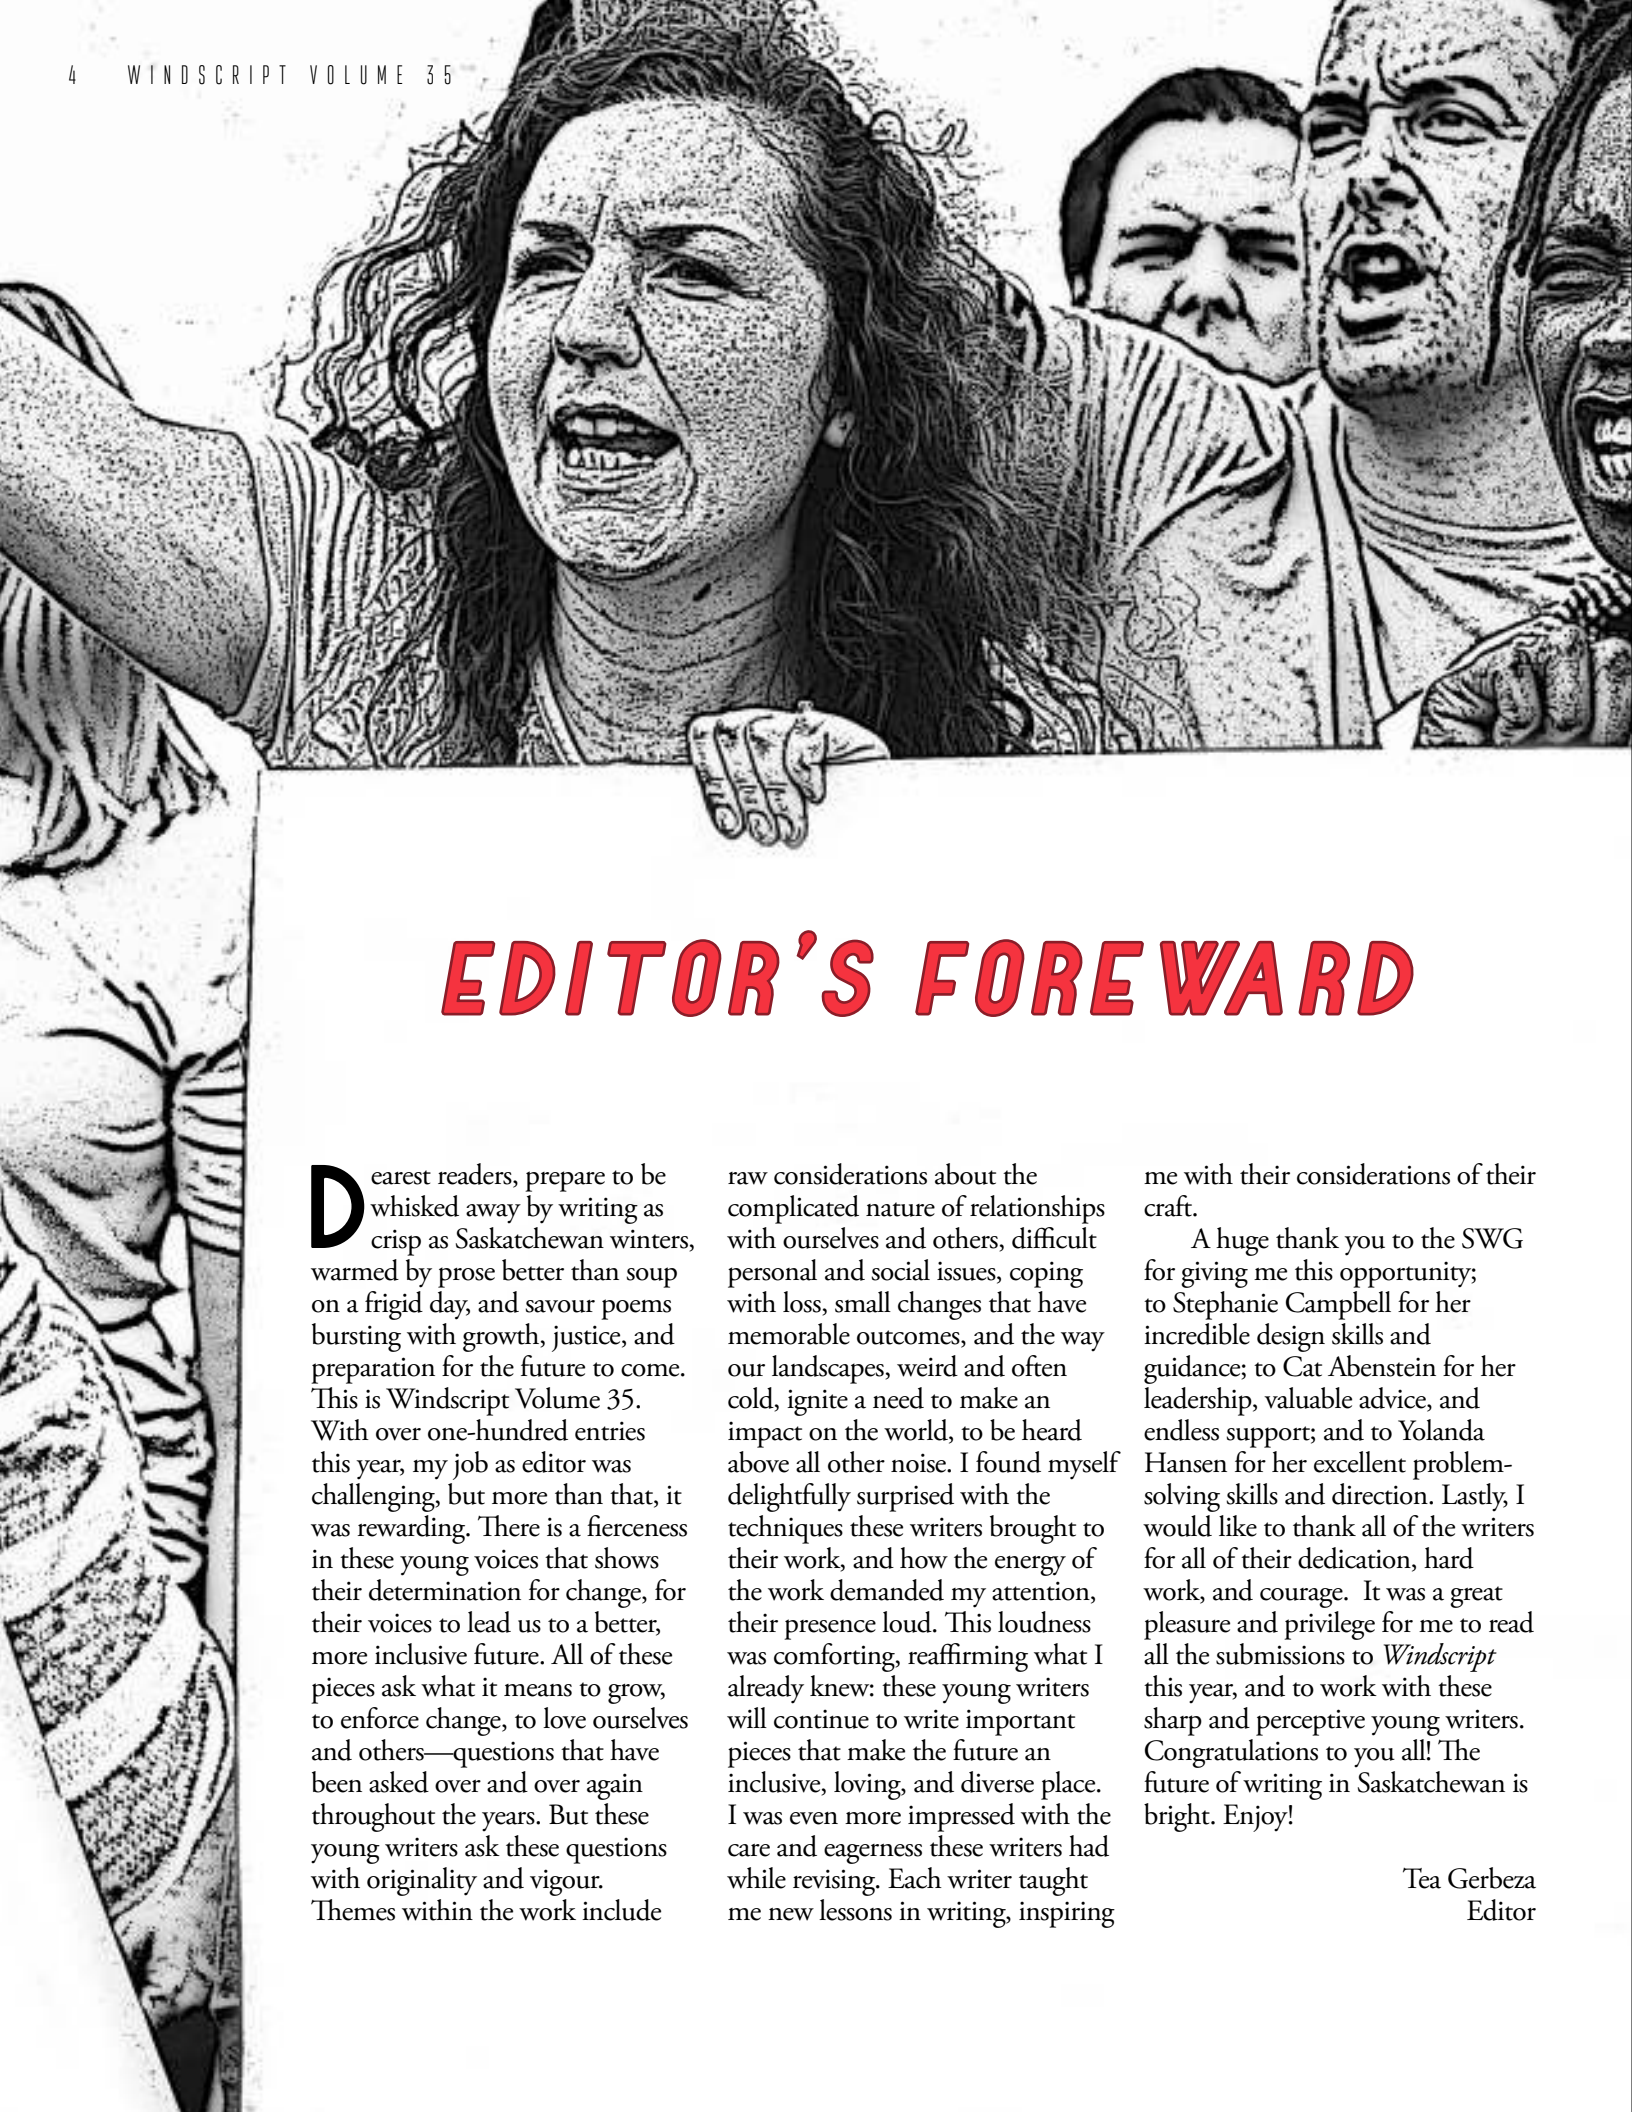 4 WINDSCRIPT VOLUME 35
EDITOR'S FOREWARD
Dearest readers, prepare to be
whisked away by writing as
crisp as Saskatchewan winters,
warmed by prose better than soup
on a frigid day, and savour poems
bursting with growth, justice, and
preparation for the future to come.
This is Windscript Volume 35.
With over one-hundred entries
this year, my job as editor was
challenging, but more than that, it
was rewarding. There is a fierceness
in these young voices that shows
their determination for change, for
their voices to lead us to a better,
more inclusive future. All of these
pieces ask what it means to grow,
to enforce change, to love ourselves
and others—questions that have
been asked over and over again
throughout the years. But these
young writers ask these questions
with originality and vigour.
Themes within the work include
raw considerations about the
complicated nature of relationships
with ourselves and others, difficult
personal and social issues, coping
with loss, small changes that have
memorable outcomes, and the way
our landscapes, weird and often
cold, ignite a need to make an
impact on the world, to be heard
above all other noise. I found myself
delightfully surprised with the
techniques these writers brought to
their work, and how the energy of
the work demanded my attention,
their presence loud. This loudness
was comforting, reaffirming what I
already knew: these young writers
will continue to write important
pieces that make the future an
inclusive, loving, and diverse place.
I was even more impressed with the
care and eagerness these writers had
while revising. Each writer taught
me new lessons in writing, inspiring
me with their considerations of their
craft.
A huge thank you to the SWG
for giving me this opportunity;
to Stephanie Campbell for her
incredible design skills and
guidance; to Cat Abenstein for her
leadership, valuable advice, and
endless support; and to Yolanda
Hansen for her excellent problem-
solving skills and direction. Lastly, I
would like to thank all of the writers
for all of their dedication, hard
work, and courage.  It was a great
pleasure and privilege for me to read
all the submissions to Windscript
this year, and to work with these
sharp and perceptive young writers.
Congratulations to you all! The
future of writing in Saskatchewan is
bright. Enjoy!
Tea Gerbeza
Editor